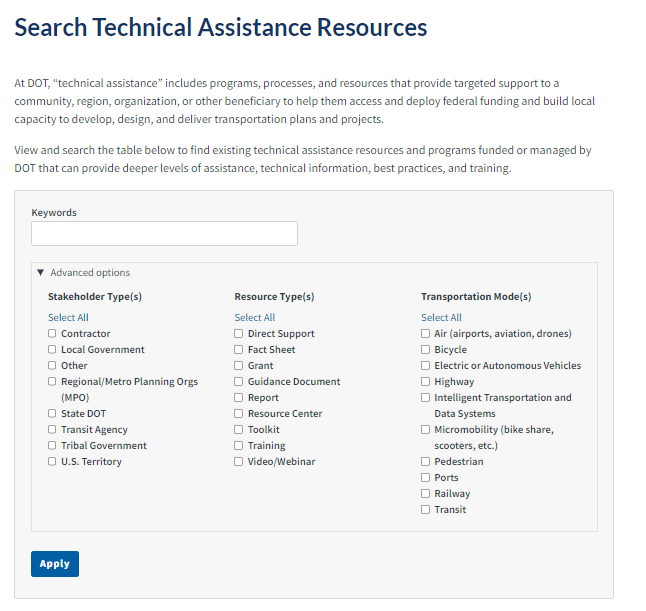 Search Technical Assistance Resources
At DOT, “technical assistance” includes programs, processes, and resources that provide targeted support to a
community, region, organization, or other beneficiary to help them access and deploy federal funding and build local
capacity to develop, design, and deliver transportation plans and projects.
View and search the table below to find existing technical assistance resources and programs funded or managed by
DOT that can provide deeper levels of assistance, technical information, best practices, and training.
Keywords
Advanced options
Stakeholder Type(s)
Select All
Contractor
Local Government
Other
Regional/Metro Planning Orgs
(MPO)
State DOT
Transit Agency
Tribal Government
U.S. Territory
Resource Type(s)
Select All
Direct Support
Fact Sheet
Grant
Guidance Document
Report
Resource Center
Toolkit
Training
Video/Webinar
Transportation Mode(s)
Select All
Air (airports, aviation, drones)
Bicycle
Electric or Autonomous Vehicles
Highway
Intelligent Transportation and
Data Systems
Micromobility (bike share,
scooters, etc.)
Pedestrian
Ports
Railway
Transit
Apply